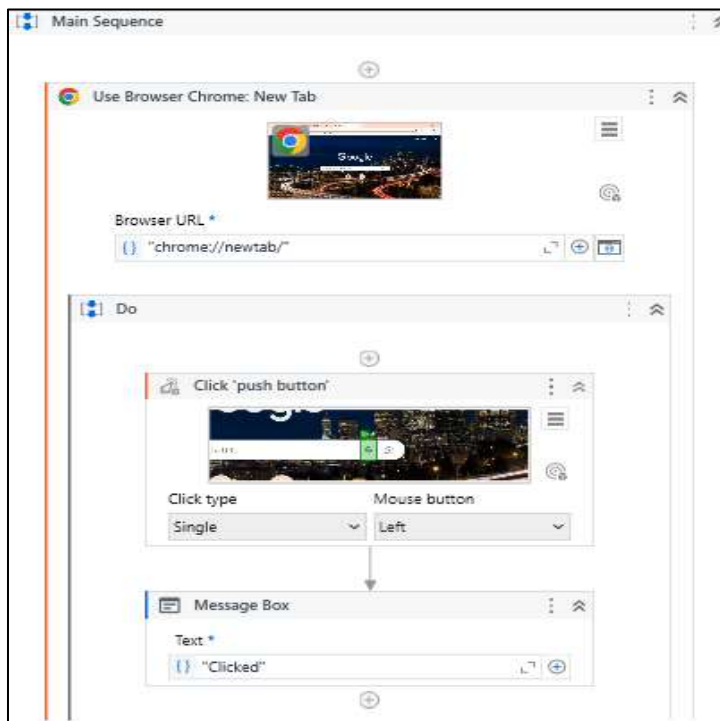 Main Sequence
Use Browser Chrome: New Tab
Google
Browser URL *
"chrome://newtab/"
Do
Click 'push button'
Click type
Mouse button
Single
Left
Message Box
Text *
"Clicked"